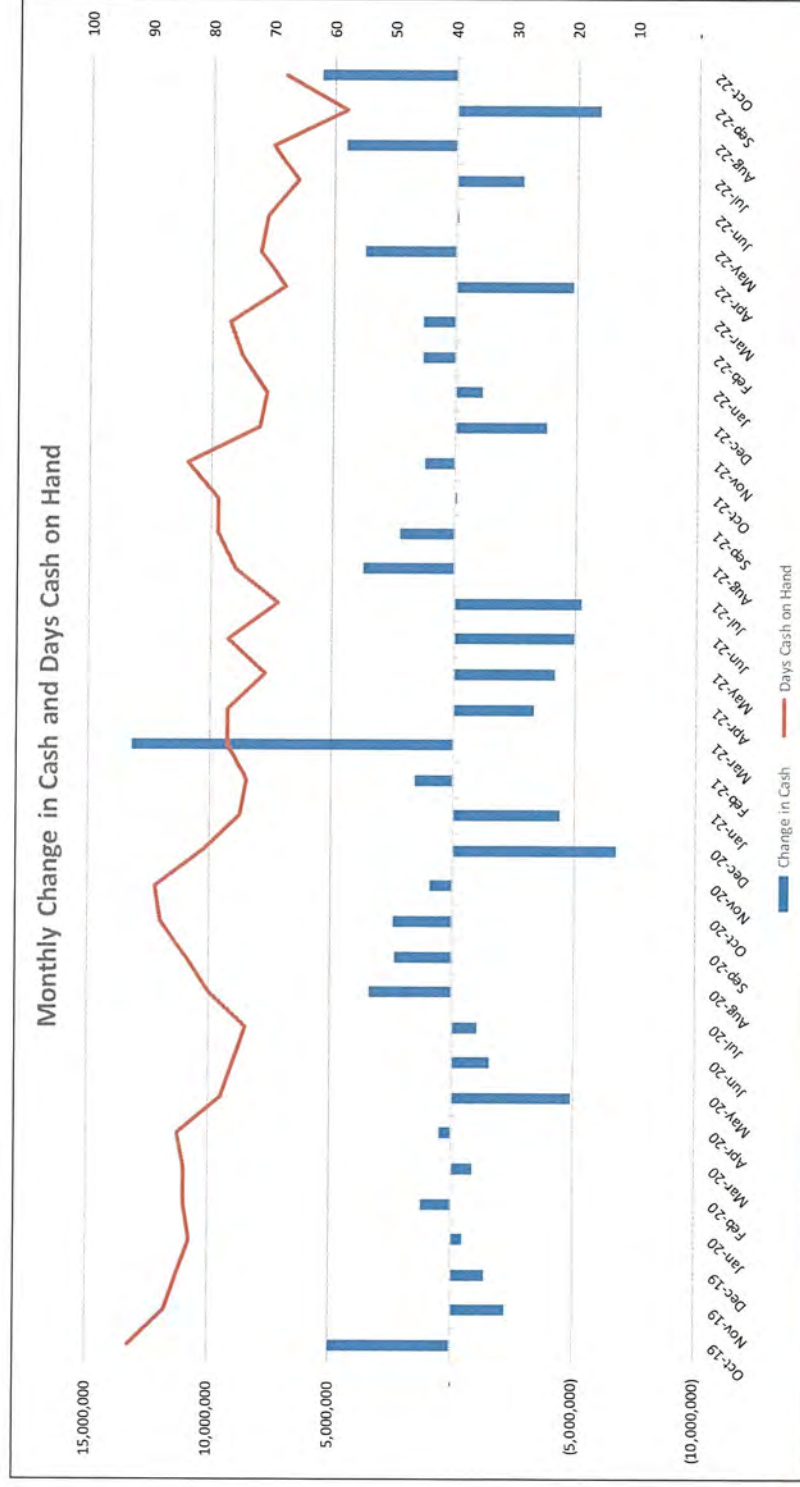 Monthly Change in Cash and Days Cash on Hand
15,000,000
10,000,000
5,000,000
-
(5,000,000)
(10,000,000)
100
90
80
70
60
50
40
30
20
10
-
Oct-19
Nov-19
Dec-19
Jan-20
Feb-20
Mar-20
Apr-20
May-20
Jun-20
Jul-20
Aug-20
Sep-20
Oct-20
Nov-20
Dec-20
Jan-21
Feb-21
Mar-21
Apr-21
May-21
Jun-21
Jul-21
Aug-21
Sep-21
Oct-21
Nov-21
Dec-21
Jan-22
Feb-22
Mar-22
Apr-22
May-22
Jun-22
Jul-22
Aug-22
Sep-22
Oct-22
Change in Cash
Days Cash on Hand